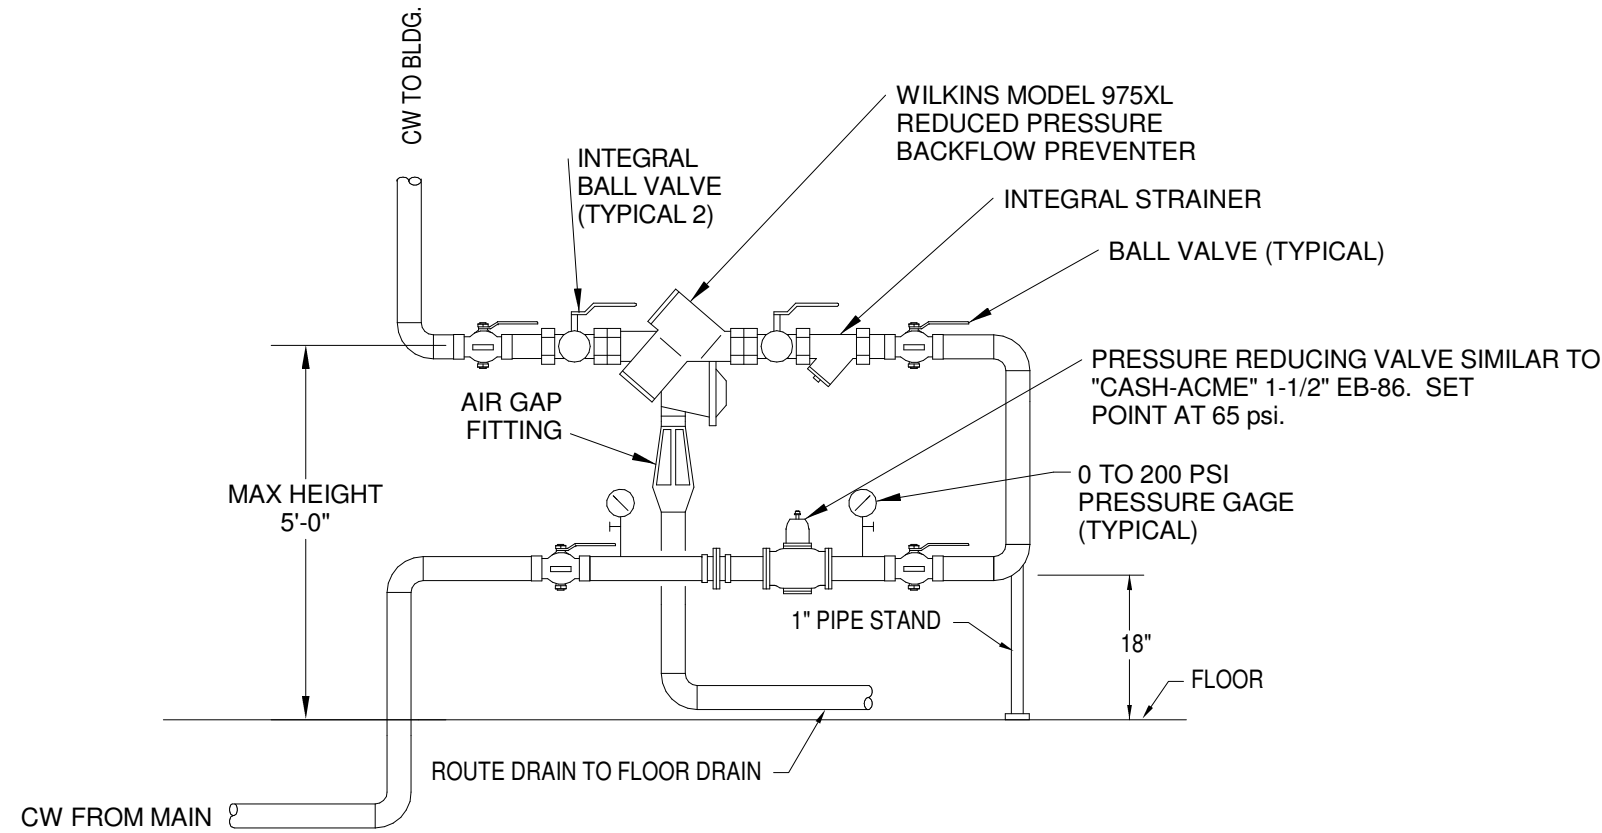 CW TO BLDG.
WILKINS MODEL 975XL
REDUCED PRESSURE
BACKFLOW PREVENTER
INTEGRAL
BALL VALVE
(TYPICAL 2)
INTEGRAL STRAINER
BALL VALVE (TYPICAL)
PRESSURE REDUCING VALVE SIMILAR TO
"CASH-ACME" 1-1/2" EB-86. SET
POINT AT 65 psi.
AIR GAP
FITTING
0 TO 200 PSI
PRESSURE GAGE
(TYPICAL)
MAX HEIGHT
5'-0"
1" PIPE STAND
18"
FLOOR
ROUTE DRAIN TO FLOOR DRAIN
CW FROM MAIN